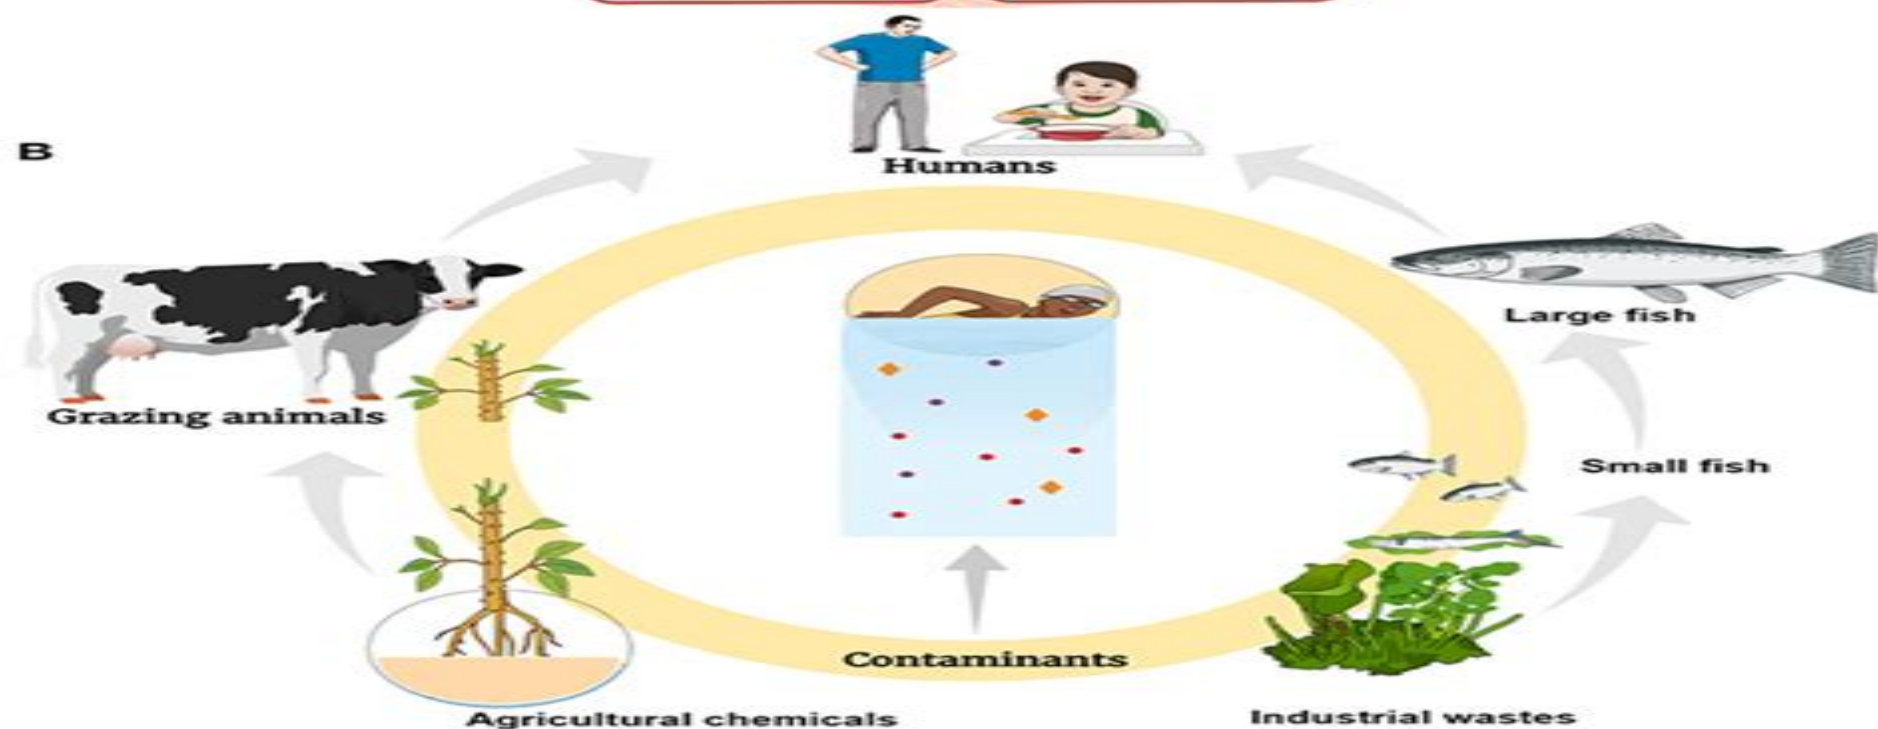 B
Humans
Large fish
Grazing animals
Small fish
Contaminants
Agricultural chemicals
Industrial wastes